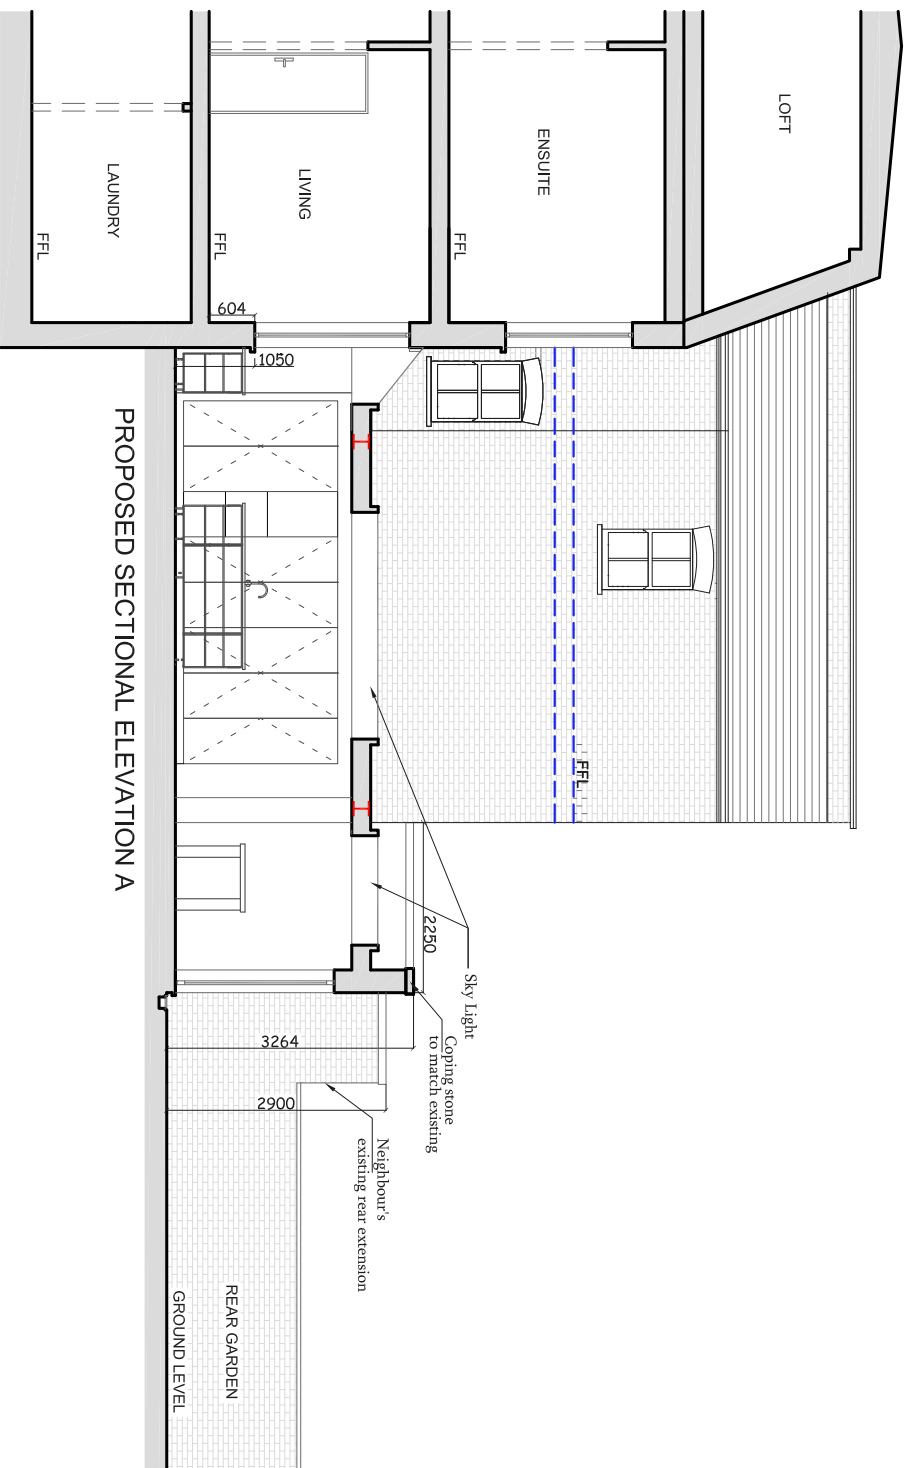 LOFT
ENSUITE
FFL
LIVING
FFL
LAUNDRY
FFL
604
1050
FFL
2250
Sky Light
Coping stone
to match existing
3264
2900
Neighbour's
existing rear extension
REAR GARDEN
GROUND LEVEL
PROPOSED SECTIONAL ELEVATION A